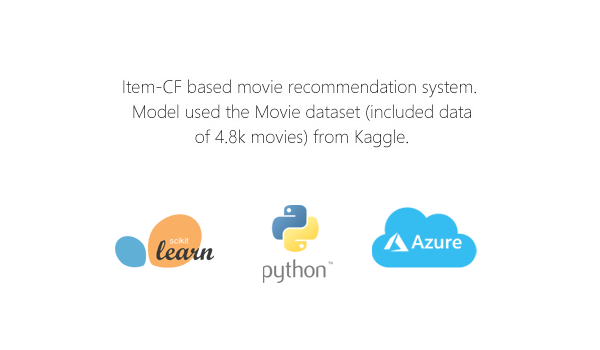 Item-CF based movie recommendation system.
Model used the Movie dataset (included data
of 4.8k movies) from Kaggle.
scikit
learn
python™
Azure